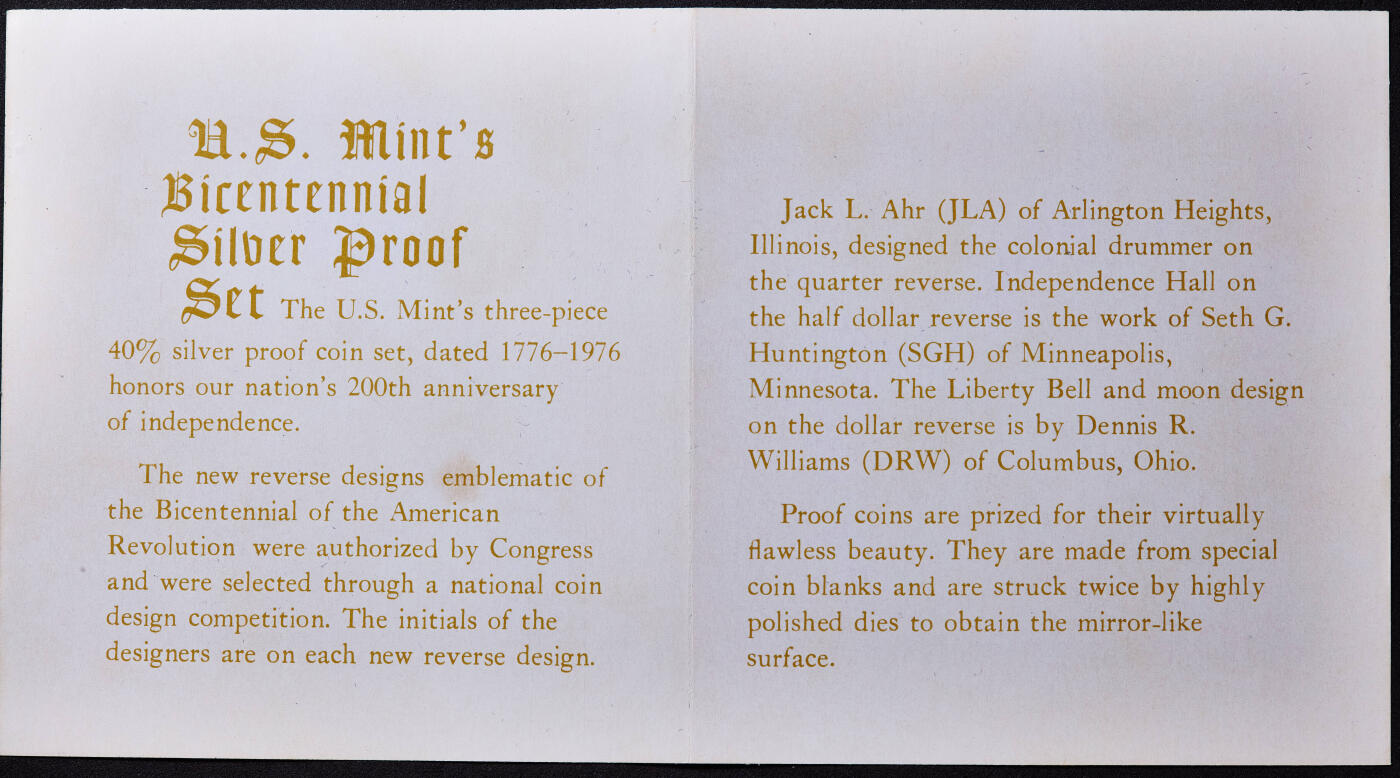 U.S. Mint's
Bicentennial
Silver Proof
Set The U.S. Mint's three-piece
40% silver proof coin set, dated 1776–1976
honors our nation's 200th anniversary
of independence.
The new reverse designs emblematic of
the Bicentennial of the American
Revolution were authorized by Congress
and were selected through a national coin
design competition. The initials of the
designers are on each new reverse design.
Jack L. Ahr (JLA) of Arlington Heights,
Illinois, designed the colonial drummer on
the quarter reverse. Independence Hall on
the half dollar reverse is the work of Seth G.
Huntington (SGH) of Minneapolis,
Minnesota. The Liberty Bell and moon design
on the dollar reverse is by Dennis R.
Williams (DRW) of Columbus, Ohio.
Proof coins are prized for their virtually
flawless beauty. They are made from special
coin blanks and are struck twice by highly
polished dies to obtain the mirror-like
surface.